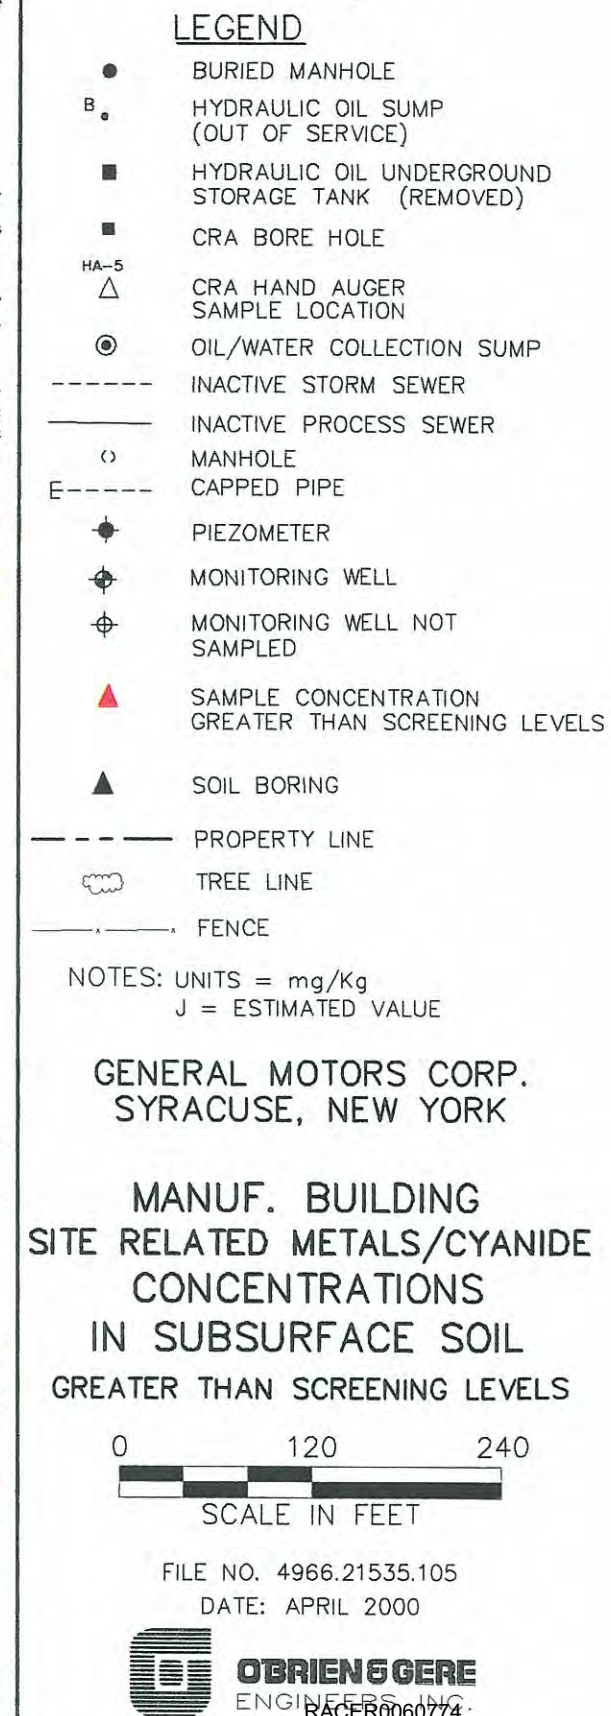 LEGEND
BURIED MANHOLE
B
HYDRAULIC OIL SUMP
(OUT OF SERVICE)
HYDRAULIC OIL UNDERGROUND
STORAGE TANK (REMOVED)
CRA BORE HOLE
HA-5
CRA HAND AUGER
SAMPLE LOCATION
OIL/WATER COLLECTION SUMP
INACTIVE STORM SEWER
INACTIVE PROCESS SEWER
MANHOLE
E
CAPPED PIPE
PIEZOMETER
MONITORING WELL
MONITORING WELL NOT
SAMPLED
SAMPLE CONCENTRATION
GREATER THAN SCREENING LEVELS
SOIL BORING
PROPERTY LINE
TREE LINE
FENCE
NOTES: UNITS = mg/Kg
J = ESTIMATED VALUE
GENERAL MOTORS CORP.
SYRACUSE, NEW YORK
MANUF. BUILDING
SITE RELATED METALS/CYANIDE
CONCENTRATIONS
IN SUBSURFACE SOIL
GREATER THAN SCREENING LEVELS
0 120 240
SCALE IN FEET
FILE NO. 4966.21535.105
DATE: APRIL 2000
O'BRIEN & GERE
ENGINEERS, INC.
RACER0060774